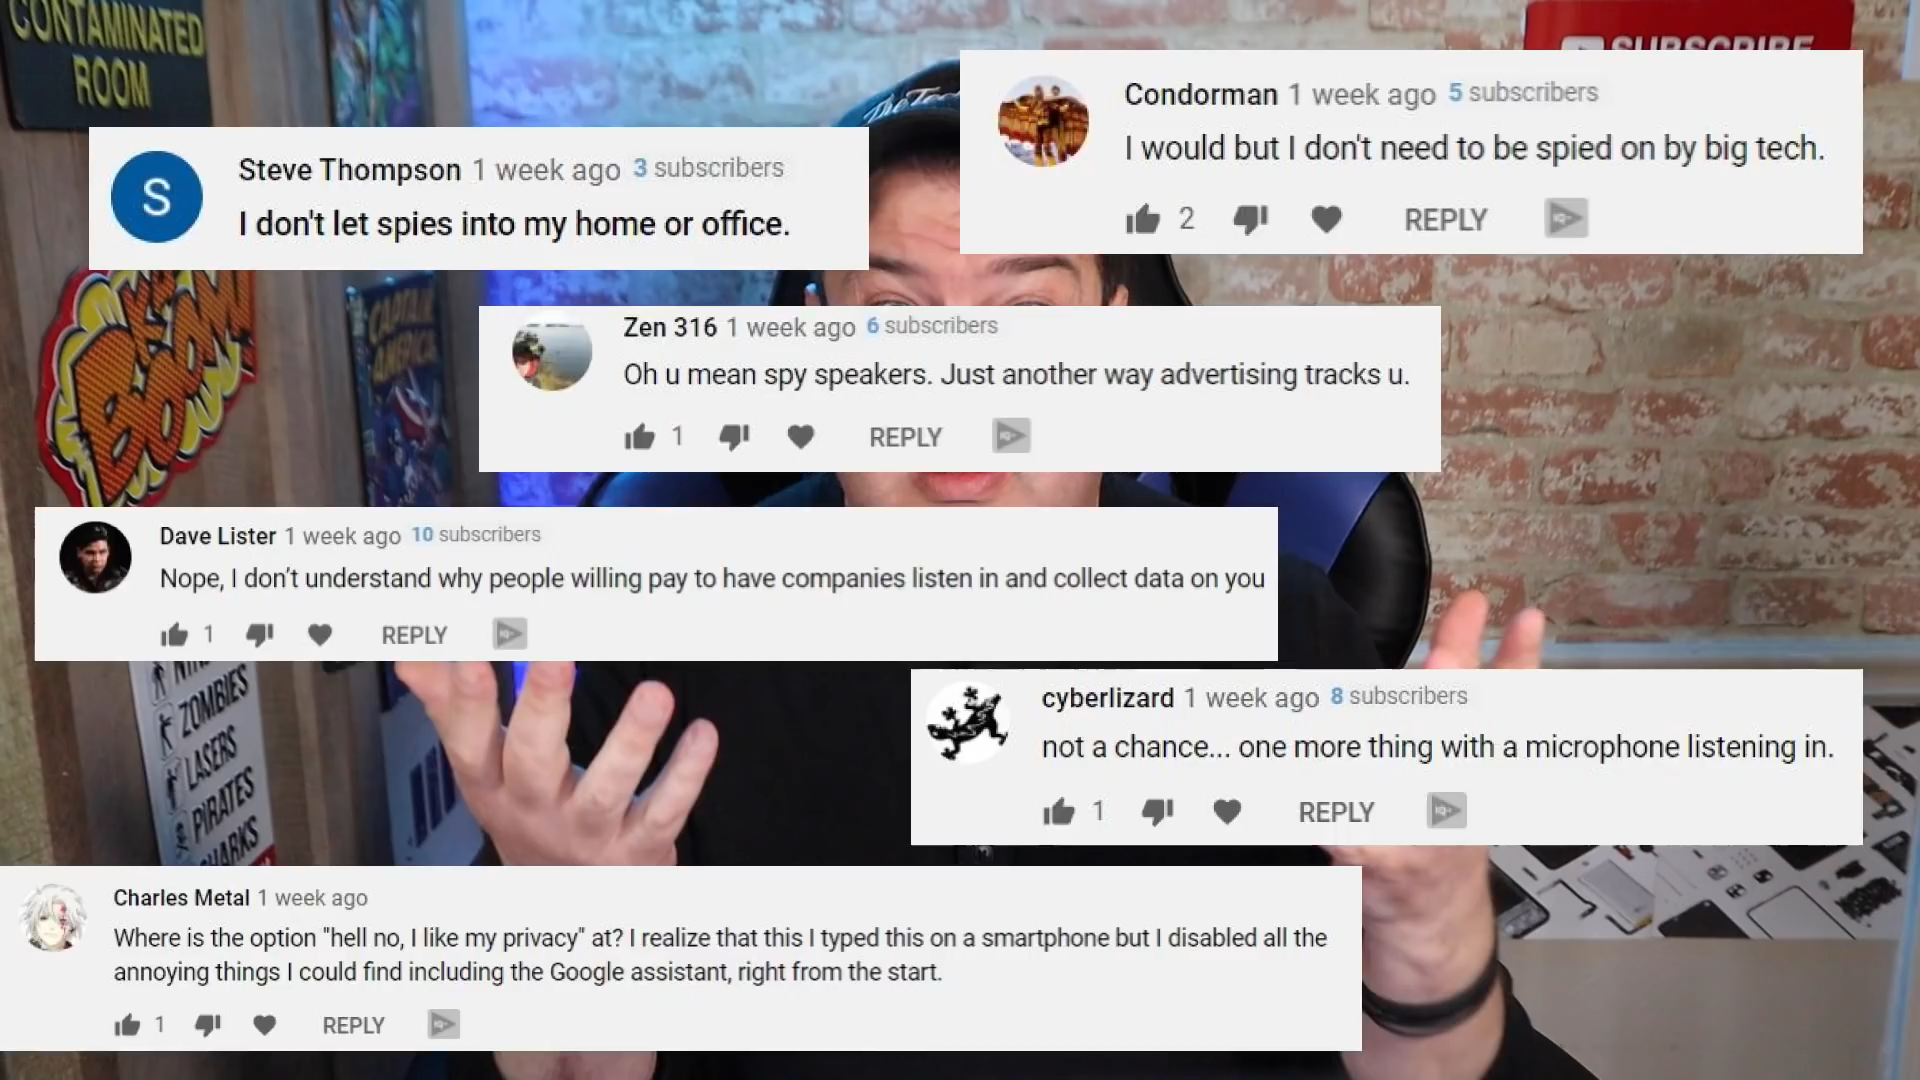 CONTAMINATED
ROOM
SUBSCRIBE
Condorman 1 week ago 5 subscribers
I would but I don't need to be spied on by big tech.
2 REPLY
Steve Thompson 1 week ago 3 subscribers
S
I don't let spies into my home or office.
CAPTAIN
AMERICA
Zen 316 1 week ago 6 subscribers
Oh u mean spy speakers. Just another way advertising tracks u.
1 REPLY
Dave Lister 1 week ago 10 subscribers
Nope, I don’t understand why people willing pay to have companies listen in and collect data on you
1 REPLY
ZOMBIES
LASERS
PIRATES
SHARKS
cyberlizard 1 week ago 8 subscribers
not a chance... one more thing with a microphone listening in.
1 REPLY
Charles Metal 1 week ago
Where is the option "hell no, I like my privacy" at? I realize that this I typed this on a smartphone but I disabled all the
annoying things I could find including the Google assistant, right from the start.
1 REPLY